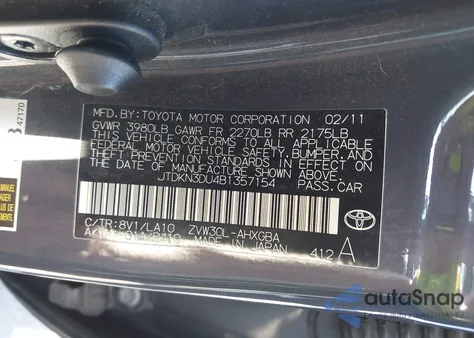 47170
MFD. BY: TOYOTA MOTOR CORPORATION 02/11
GVWR 3980LB GAWR FR 2270LB RR 2175LB
THIS VEHICLE CONFORMS TO ALL APPLICABLE
FEDERAL MOTOR VEHICLE SAFETY, BUMPER, AND
THEFT PREVENTION STANDARDS IN EFFECT ON
THE DATE OF MANUFACTURE SHOWN ABOVE.
JTDKN3DU4B1357154 PASS.CAR
C/TR:8V1/LA10 ZVW30L-AHXGBA
MADE IN JAPAN 412 A
autoSnap